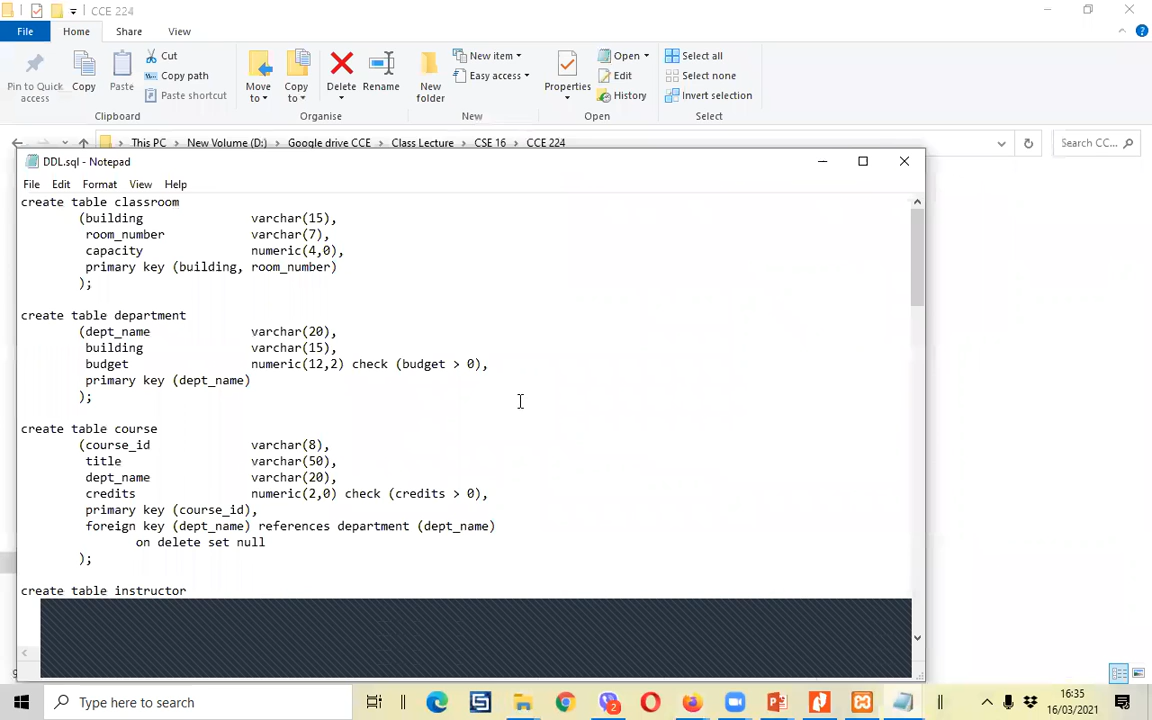 CCE 224
File Home Share View
Pin to Quick access
Copy
Paste
Cut
Copy path
Paste shortcut
Clipboard
Move to
Copy to
Delete
Rename
Organise
New folder
New item
Easy access
New
Properties
Open
Edit
History
Open
Select all
Select none
Invert selection
Select
This PC New Volume (D:) Google drive CCE Class Lecture CSE 16 CCE 224
Search CC...
DDL.sql - Notepad
File Edit Format View Help
create table classroom
(building varchar(15),
room_number varchar(7),
capacity numeric(4,0),
primary key (building, room_number)
);
create table department
(dept_name varchar(20),
building varchar(15),
budget numeric(12,2) check (budget > 0),
primary key (dept_name)
);
create table course
(course_id varchar(8),
title varchar(50),
dept_name varchar(20),
credits numeric(2,0) check (credits > 0),
primary key (course_id),
foreign key (dept_name) references department (dept_name)
on delete set null
);
create table instructor
Type here to search
2
16:35
16/03/2021